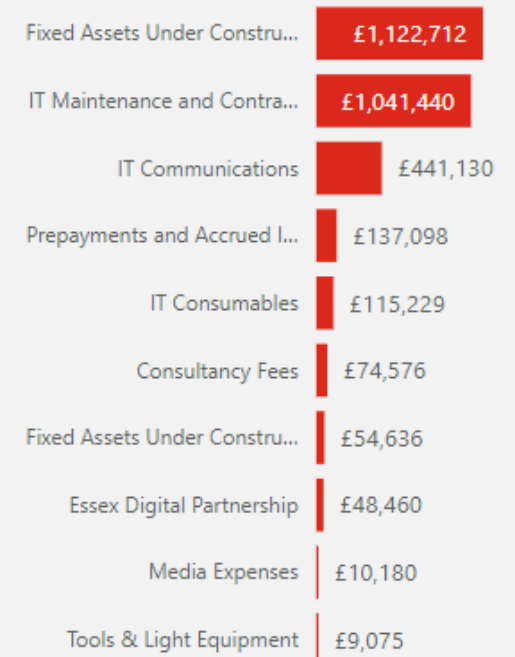 Fixed Assets Under Constru... £1,122,712
IT Maintenance and Contra... £1,041,440
IT Communications £441,130
Prepayments and Accrued I... £137,098
IT Consumables £115,229
Consultancy Fees £74,576
Fixed Assets Under Constru... £54,636
Essex Digital Partnership £48,460
Media Expenses £10,180
Tools & Light Equipment £9,075